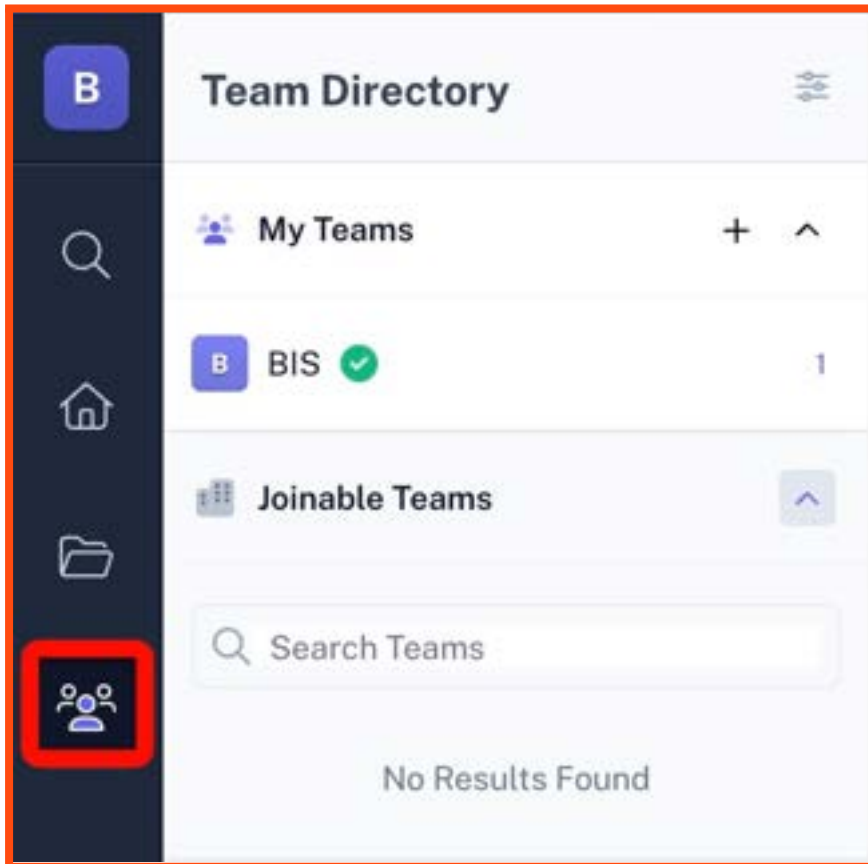 B
Team Directory
My Teams
B BIS 1
Joinable Teams
Search Teams
No Results Found